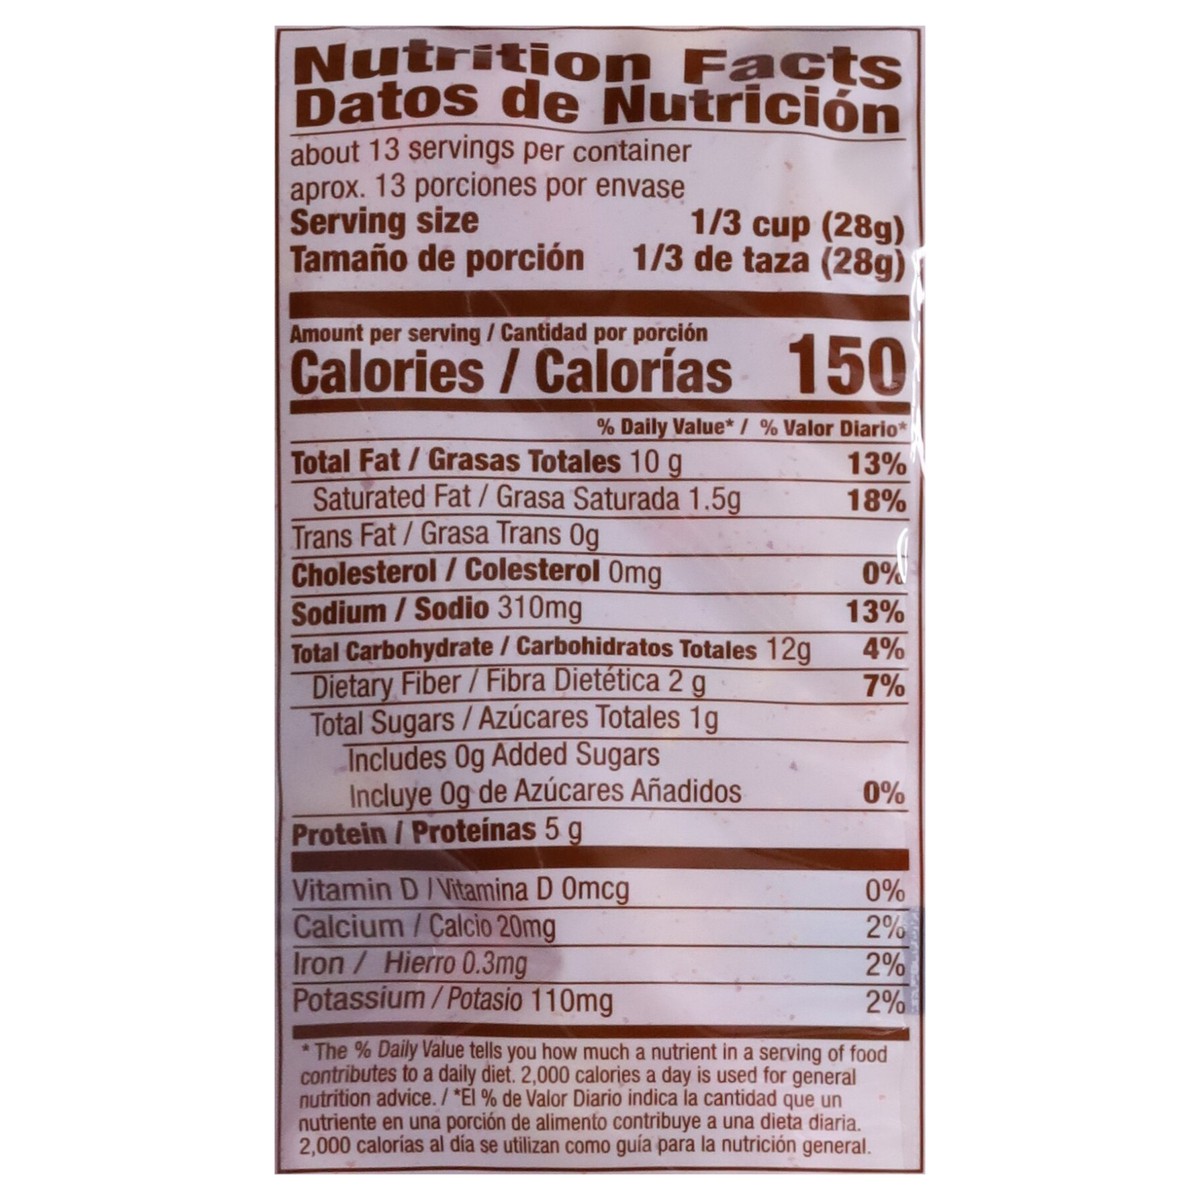 Nutrition Facts
Datos de Nutrición
about 13 servings per container
aprox. 13 porciones por envase
Serving size 1/3 cup (28g)
Tamaño de porción 1/3 de taza (28g)
Amount per serving / Cantidad por porción
Calories / Calorías 150
% Daily Value* / % Valor Diario*
Total Fat / Grasas Totales 10 g 13%
Saturated Fat / Grasa Saturada 1.5g 18%
Trans Fat / Grasa Trans 0g
Cholesterol / Colesterol 0mg 0%
Sodium / Sodio 310mg 13%
Total Carbohydrate / Carbohidratos Totales 12g 4%
Dietary Fiber / Fibra Dietética 2 g 7%
Total Sugars / Azúcares Totales 1g
Includes 0g Added Sugars
Incluye 0g de Azúcares Añadidos 0%
Protein / Proteínas 5 g
Vitamin D / Vitamina D 0mcg 0%
Calcium / Calcio 20mg 2%
Iron / Hierro 0.3mg 2%
Potassium / Potasio 110mg 2%
* The % Daily Value tells you how much a nutrient in a serving of food
contributes to a daily diet. 2,000 calories a day is used for general
nutrition advice. / *El % de Valor Diario indica la cantidad que un
nutriente en una porción de alimento contribuye a una dieta diaria.
2,000 calorías al día se utilizan como guía para la nutrición general.